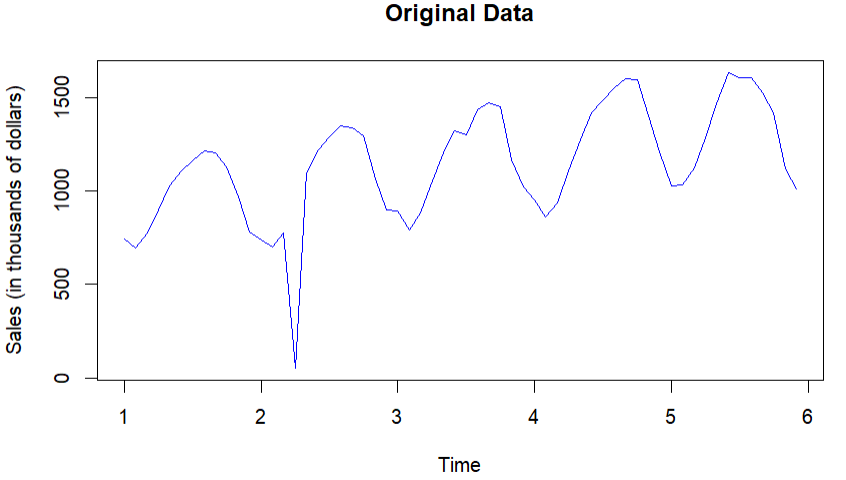 Original Data
Sales (in thousands of dollars)
1500
1000
500
0
1 2 3 4 5 6
Time